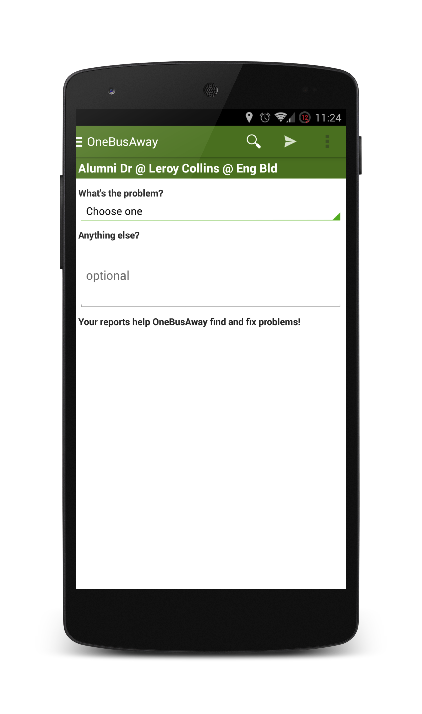 12 11:24
OneBusAway
Alumni Dr @ Leroy Collins @ Eng Bld
What's the problem?
Choose one
Anything else?
optional
Your reports help OneBusAway find and fix problems!